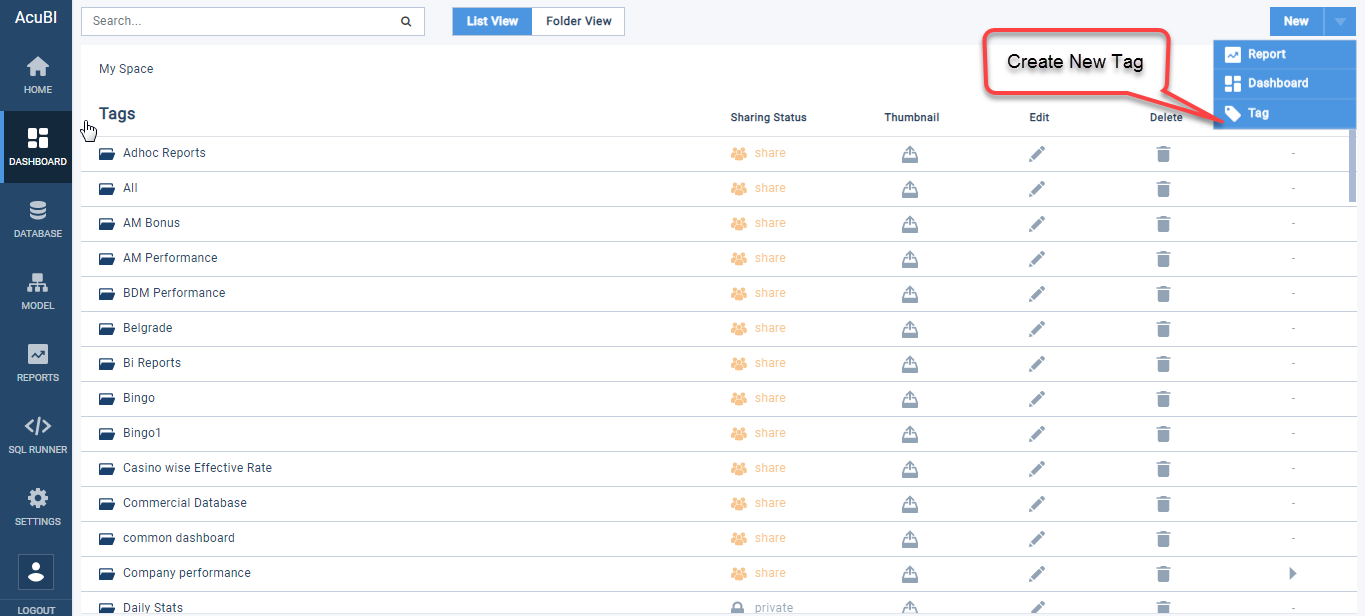 AcuBI
Search...
List View
Folder View
New
Create New Tag
Report
Dashboard
Tag
HOME
DASHBOARD
DATABASE
MODEL
REPORTS
SQL RUNNER
SETTINGS
LOGOUT
My Space
Tags Sharing Status Thumbnail Edit Delete
Adhoc Reports share -
All share -
AM Bonus share -
AM Performance share -
BDM Performance share -
Belgrade share -
Bi Reports share -
Bingo share -
Bingo1 share -
Casino wise Effective Rate share -
Commercial Database share -
common dashboard share -
Company performance share
Daily Stats private -